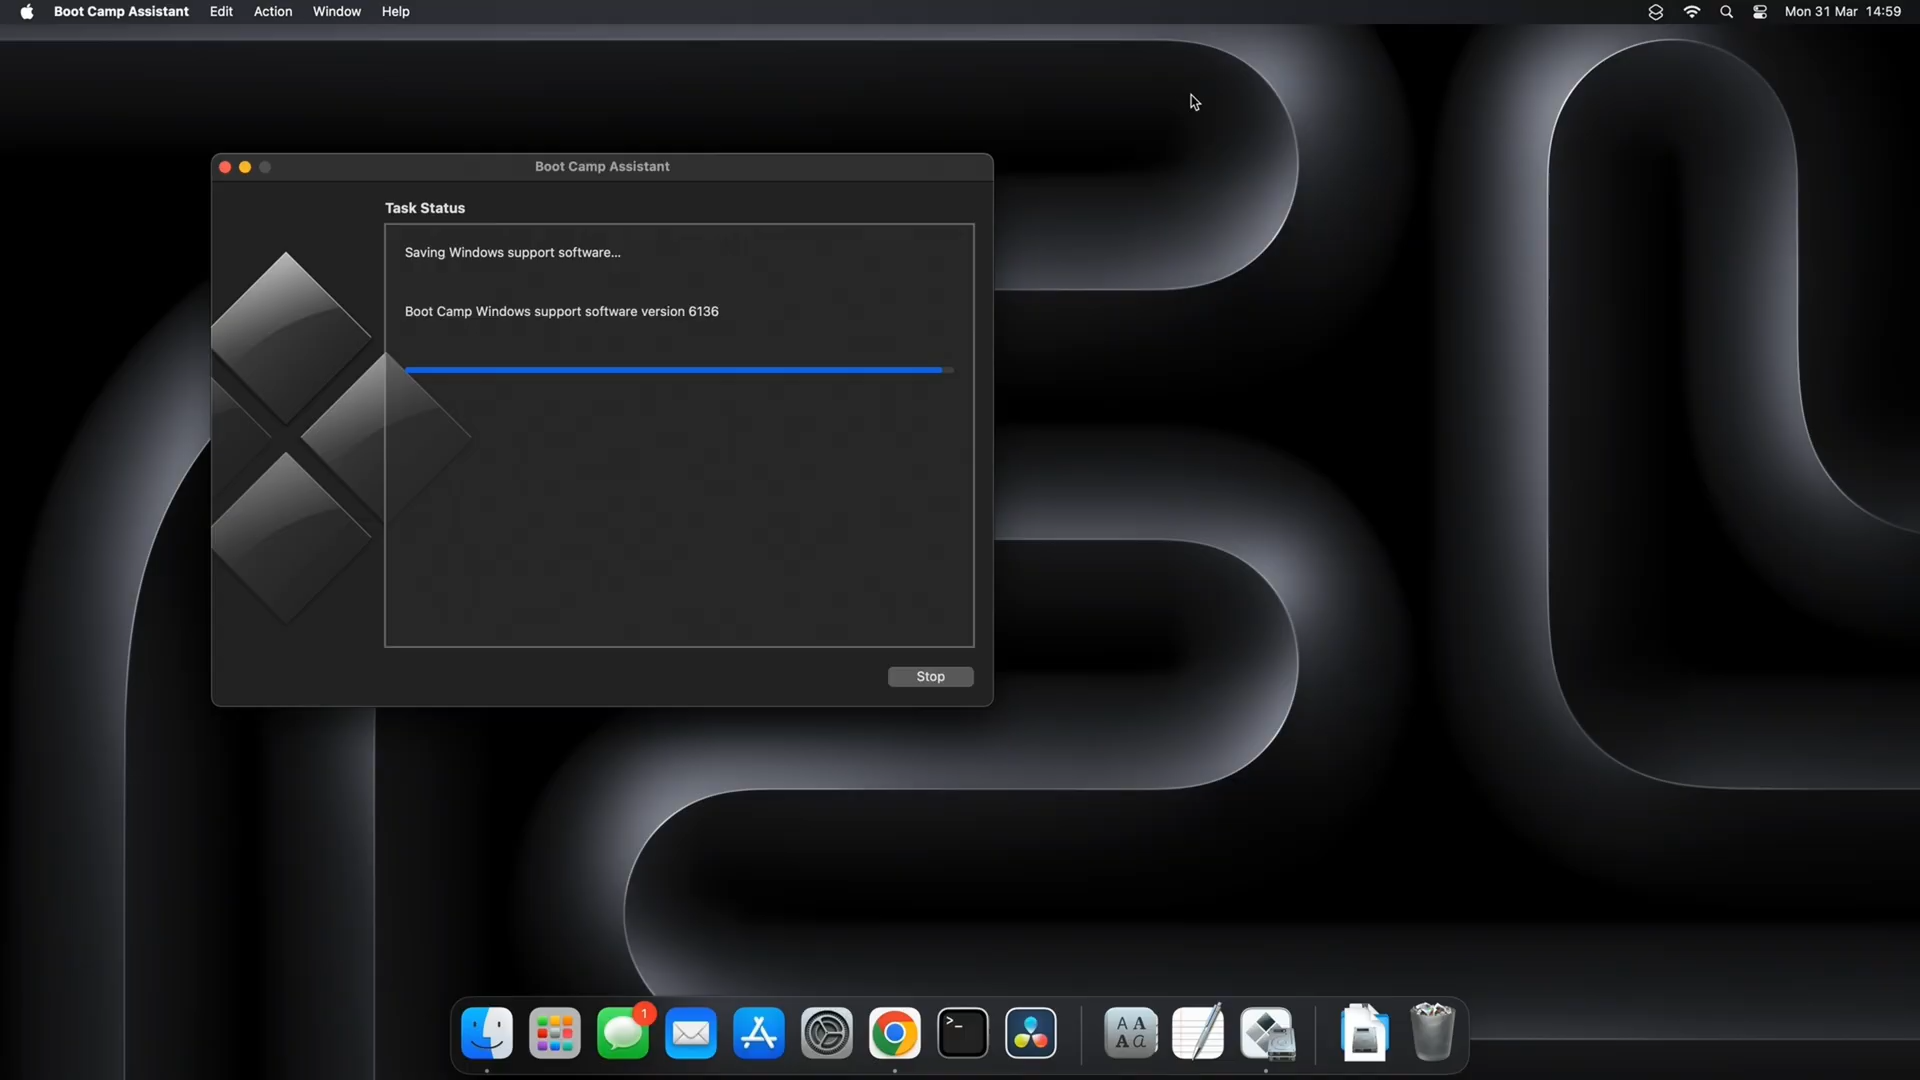 Boot Camp Assistant Edit Action Window Help Mon 31 Mar 14:59
Boot Camp Assistant
Task Status
Saving Windows support software...
Boot Camp Windows support software version 6136
Stop
1
>_
A A
A a